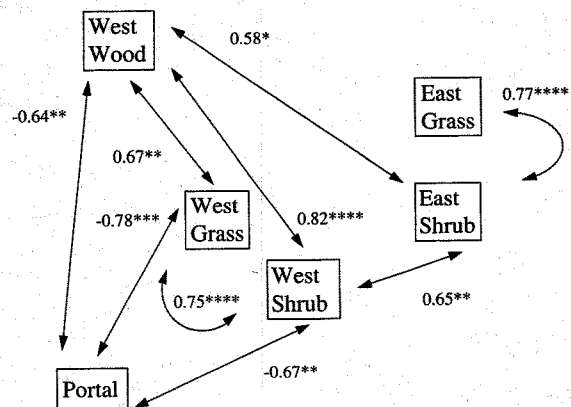 West
Wood
0.58*
East
Grass
0.77****
-0.64**
0.67**
West
Grass
-0.78***
0.82****
East
Shrub
West
Shrub
0.75****
0.65**
-0.67**
Portal